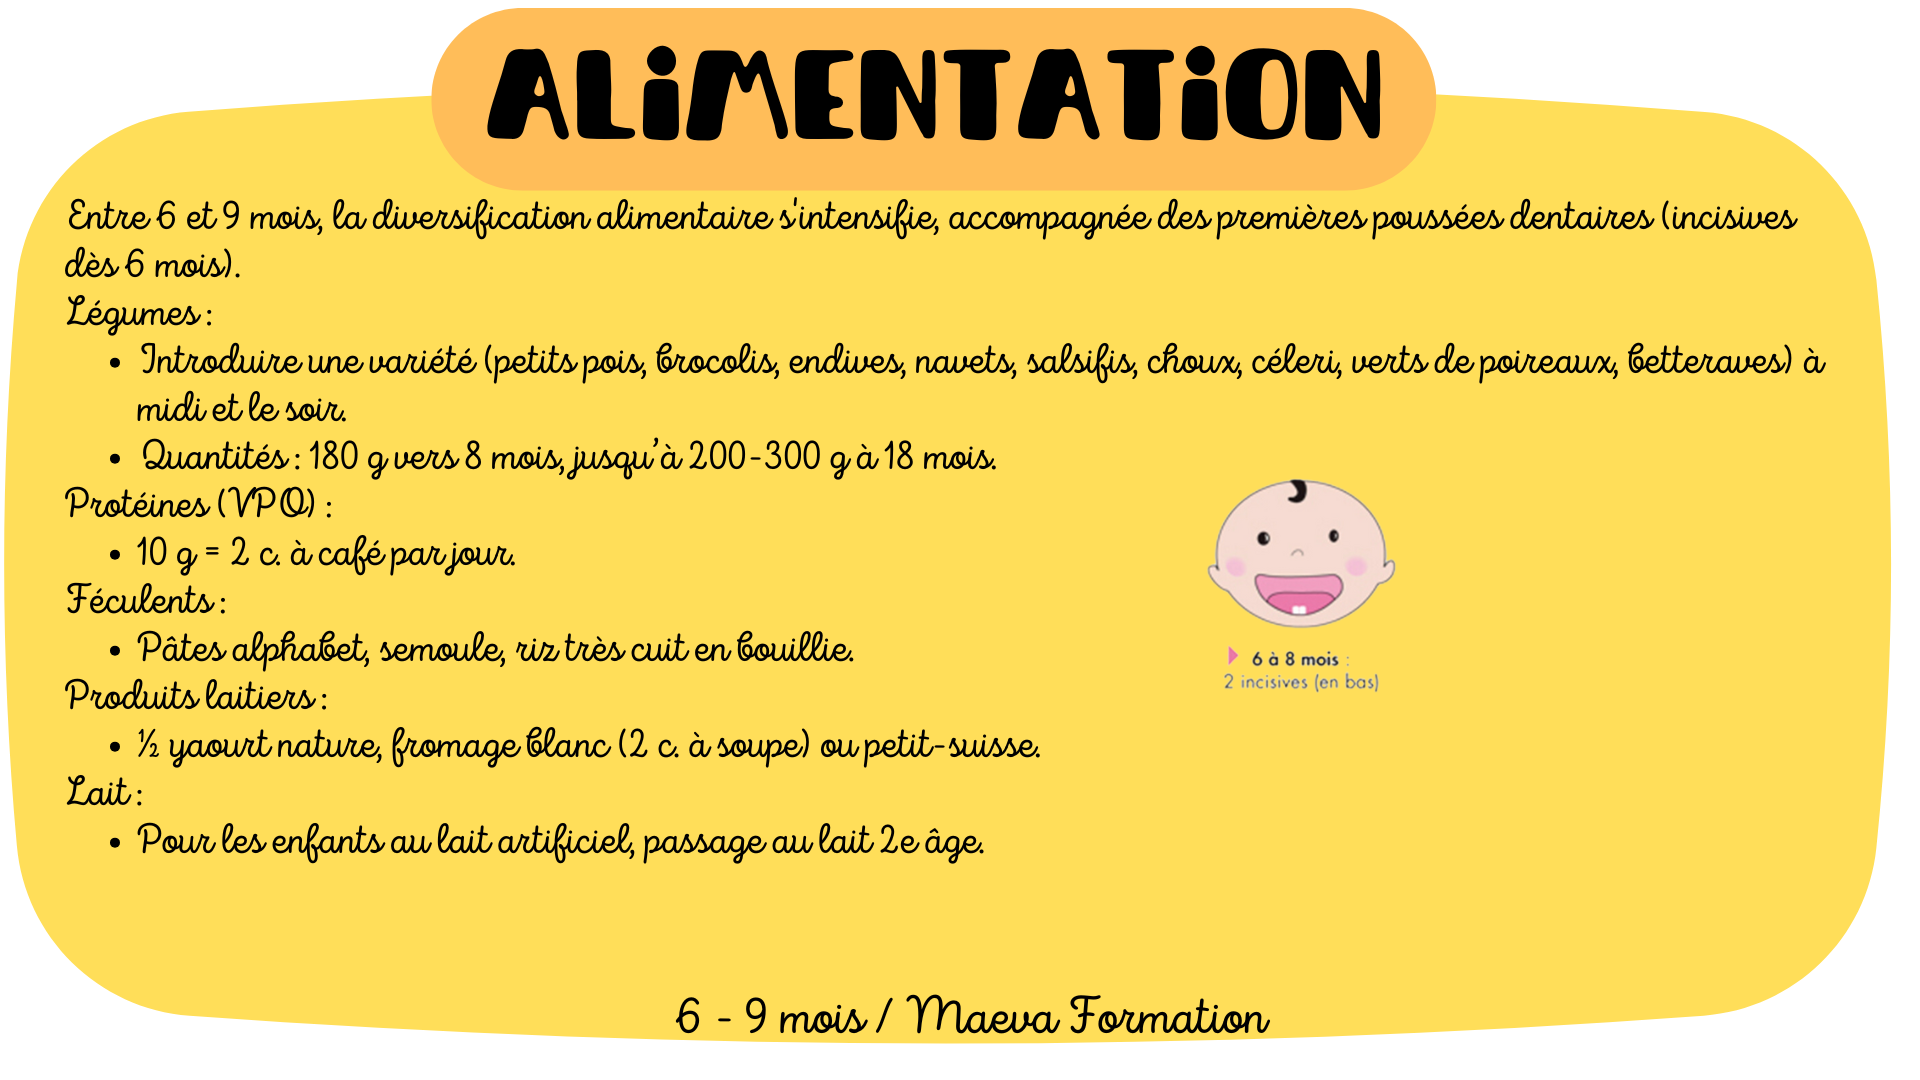 ALiMENTATiON
Entre 6 et 9 mois, la diversification alimentaire s'intensifie, accompagnée des premières poussées dentaires (incisives
dès 6 mois).
Légumes :
• Introduire une variété (petits pois, brocolis, endives, navets, salsifis, choux, céleri, verts de poireaux, betteraves) à
midi et le soir.
• Quantités : 180 g vers 8 mois, jusqu’à 200-300 g à 18 mois.
Protéines (VPO) :
• 10 g = 2 c. à café par jour.
Féculents :
• Pâtes alphabet, semoule, riz très cuit en bouillie.
Produits laitiers :
• ½ yaourt nature, fromage blanc (2 c. à soupe) ou petit-suisse.
Lait :
• Pour les enfants au lait artificiel, passage au lait 2e âge.
6 à 8 mois :
2 incisives (en bas)
6 - 9 mois / Maeva Formation